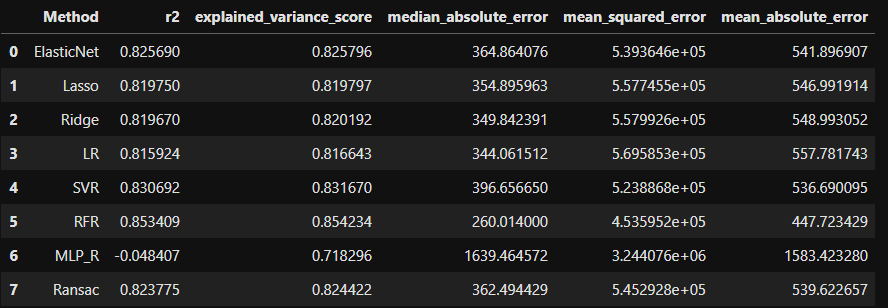 Method r2 explained_variance_score median_absolute_error mean_squared_error mean_absolute_error
0 ElasticNet 0.825690 0.825796 364.864076 5.393646e+05 541.896907
1 Lasso 0.819750 0.819797 354.895963 5.577455e+05 546.991914
2 Ridge 0.819670 0.820192 349.842391 5.579926e+05 548.993052
3 LR 0.815924 0.816643 344.061512 5.695853e+05 557.781743
4 SVR 0.830692 0.831670 396.656650 5.238868e+05 536.690095
5 RFR 0.853409 0.854234 260.014000 4.535952e+05 447.723429
6 MLP_R -0.048407 0.718296 1639.464572 3.244076e+06 1583.423280
7 Ransac 0.823775 0.824422 362.494429 5.452928e+05 539.622657